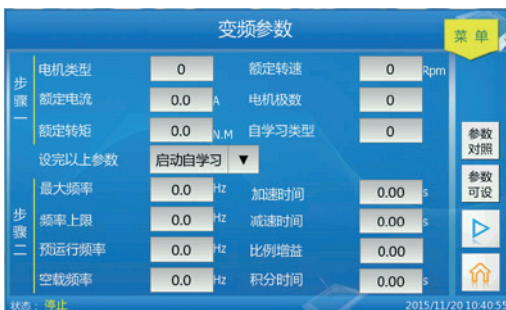 变频参数
菜单
步骤一
电机类型 0 额定转速 0 Rpm
额定电流 0.0 A 电机极数 0
额定转矩 0.0 N.M 自学习类型 0
参数对照
设完以上参数 启动自学习 ▼
参数可设
步骤二
最大频率 0.0 Hz 加速时间 0.00 s
频率上限 0.0 Hz 减速时间 0.00 s
预运行频率 0.0 Hz 比例增益 0.00
空载频率 0.0 Hz 积分时间 0.00 s
状态：停止 2015/11/20 10:40:55